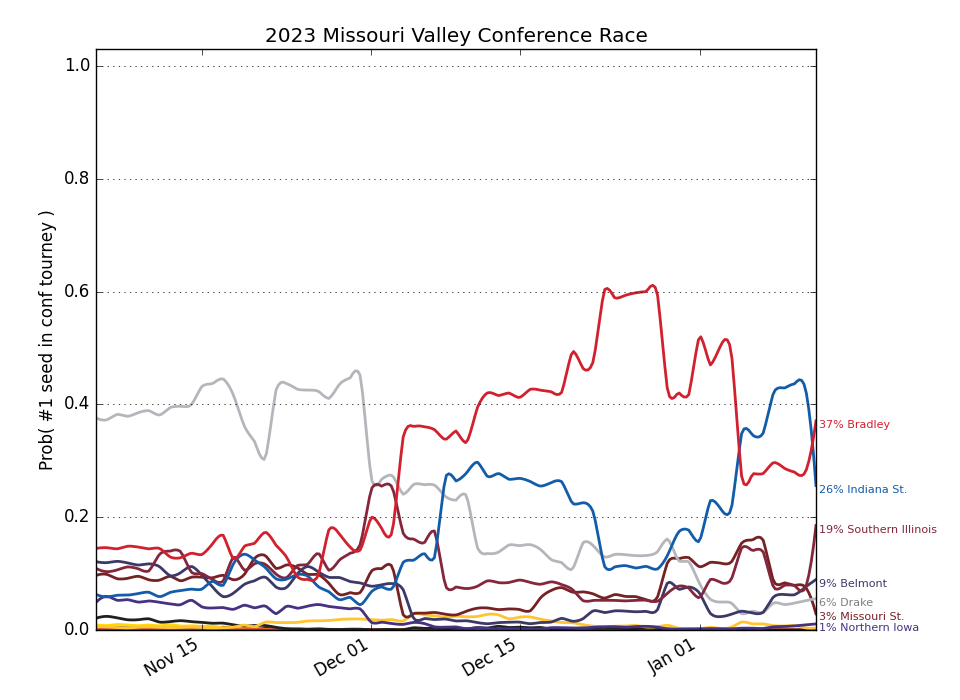 2023 Missouri Valley Conference Race
Prob( #1 seed in conf tourney )
1.0
0.8
0.6
0.4
0.2
0.0
Nov 15
Dec 01
Dec 15
Jan 01
37% Bradley
26% Indiana St.
19% Southern Illinois
9% Belmont
6% Drake
3% Missouri St.
1% Northern Iowa